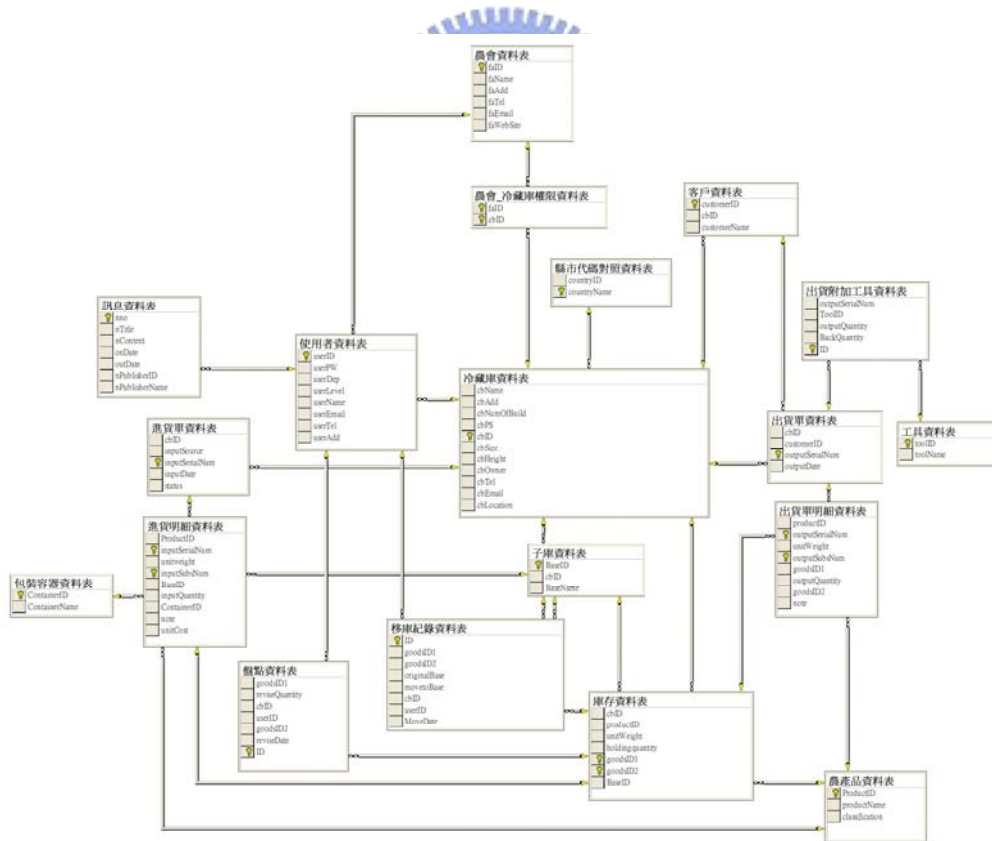 農會資料表
faID
faName
faAdd
faTel
faEmail
faWebSite
農會_冷藏庫權限資料表
faID
cbID
客戶資料表
customerID
cbID
customerName
縣市代碼對照資料表
countryID
countryName
出貨附加工具資料表
outputSerialNum
ToolID
outputQuantity
BackQuantity
ID
訊息資料表
nno
nTitle
nContent
onDate
outDate
nPublisherID
nPublisherName
使用者資料表
userID
userPW
userDep
userLevel
userName
userEmail
userTel
userAdd
冷藏庫資料表
cbName
cbAdd
cbNumOfBuild
cbPS
cbID
cbSize
cbHeight
cbOwner
cbTel
cbEmail
cbLocation
出貨單資料表
cbID
customerID
outputSerialNum
outputDate
工具資料表
toolID
toolName
進貨單資料表
cbID
inputSource
inputSerialNum
inputDate
status
進貨明細資料表
ProductID
inputSerialNum
unitweight
inputSubsNum
BaseID
inputQuantity
ContainerID
note
unitCost
包裝容器資料表
ContainerID
ContainerName
子庫資料表
BaseID
cbID
BaseName
出貨單明細資料表
productID
outputSerialNum
unitWeight
outputSubsNum
goodsID1
outputQuantity
goodsID2
note
移庫紀錄資料表
ID
goodsID1
goodsID2
originalBase
movetoBase
cbID
userID
MoveDate
盤點資料表
goodsID1
reviseQuantity
cbID
userID
goodsID2
reviseDate
ID
庫存資料表
cbID
productID
unitWeight
holdingquantity
goodsID1
goodsID2
BaseID
農產品資料表
ProductID
productName
classification